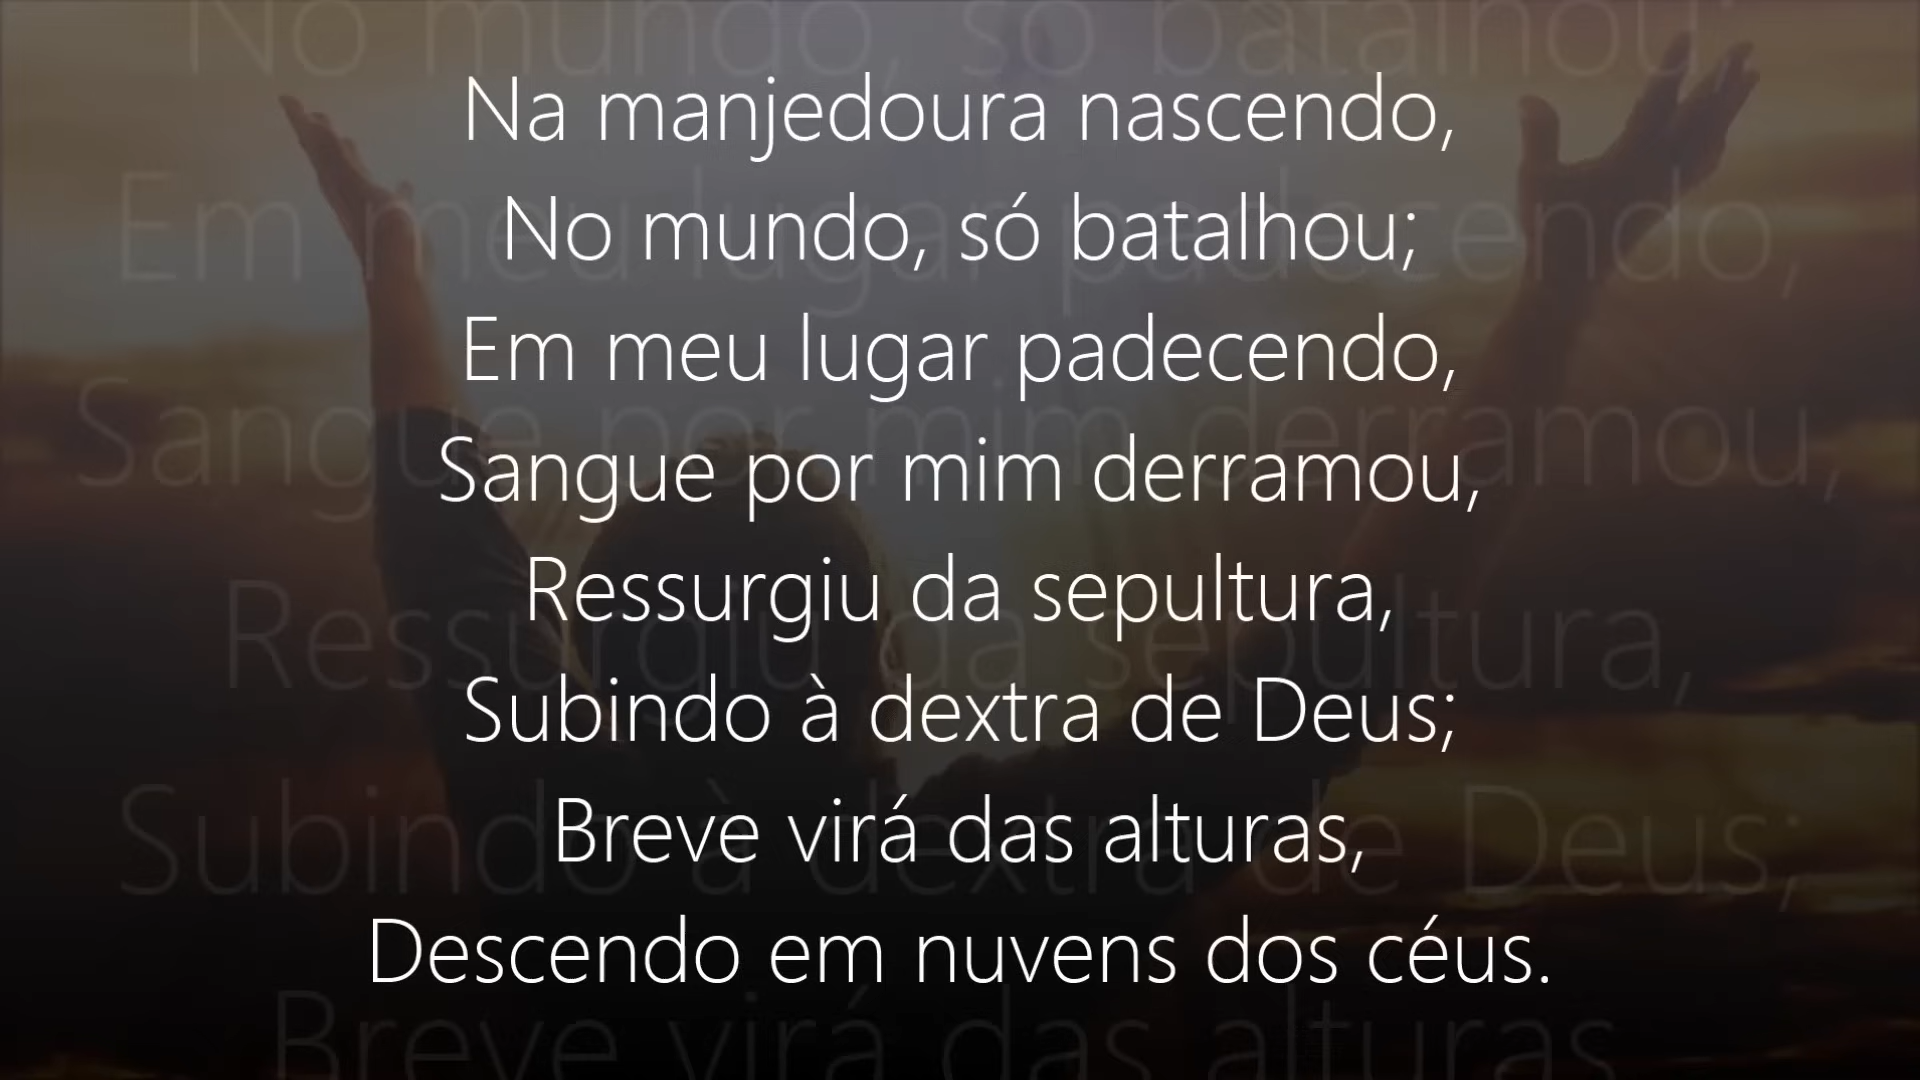 Na manjedoura nascendo,
No mundo, só batalhou;
Em meu lugar padecendo,
Sangue por mim derramou,
Ressurgiu da sepultura,
Subindo à dextra de Deus;
Breve virá das alturas,
Descendo em nuvens dos céus.